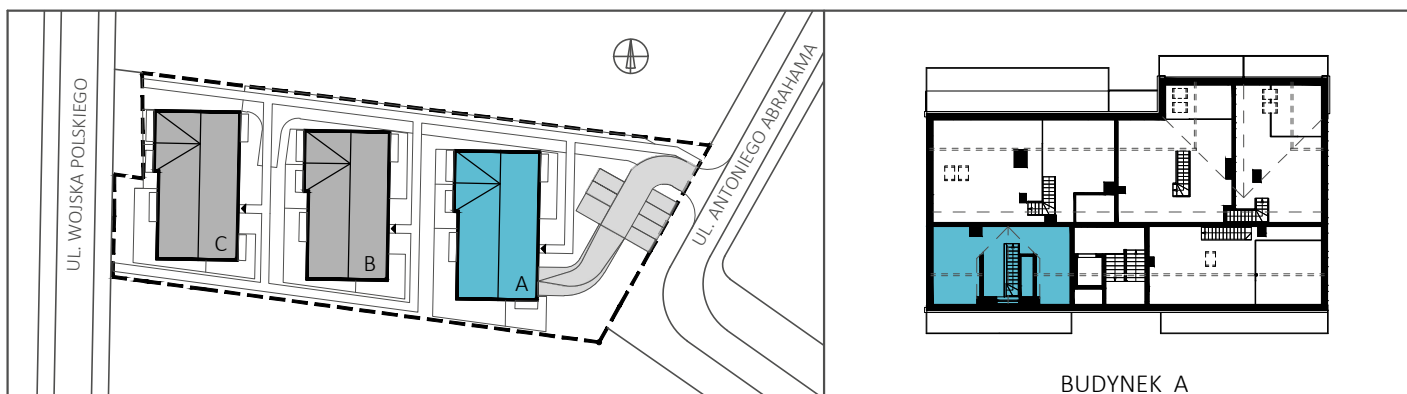 UL. WOJSKA POLSKIEGO
C
B
A
UL. ANTONIEGO ABRAHAMA
BUDYNEK A